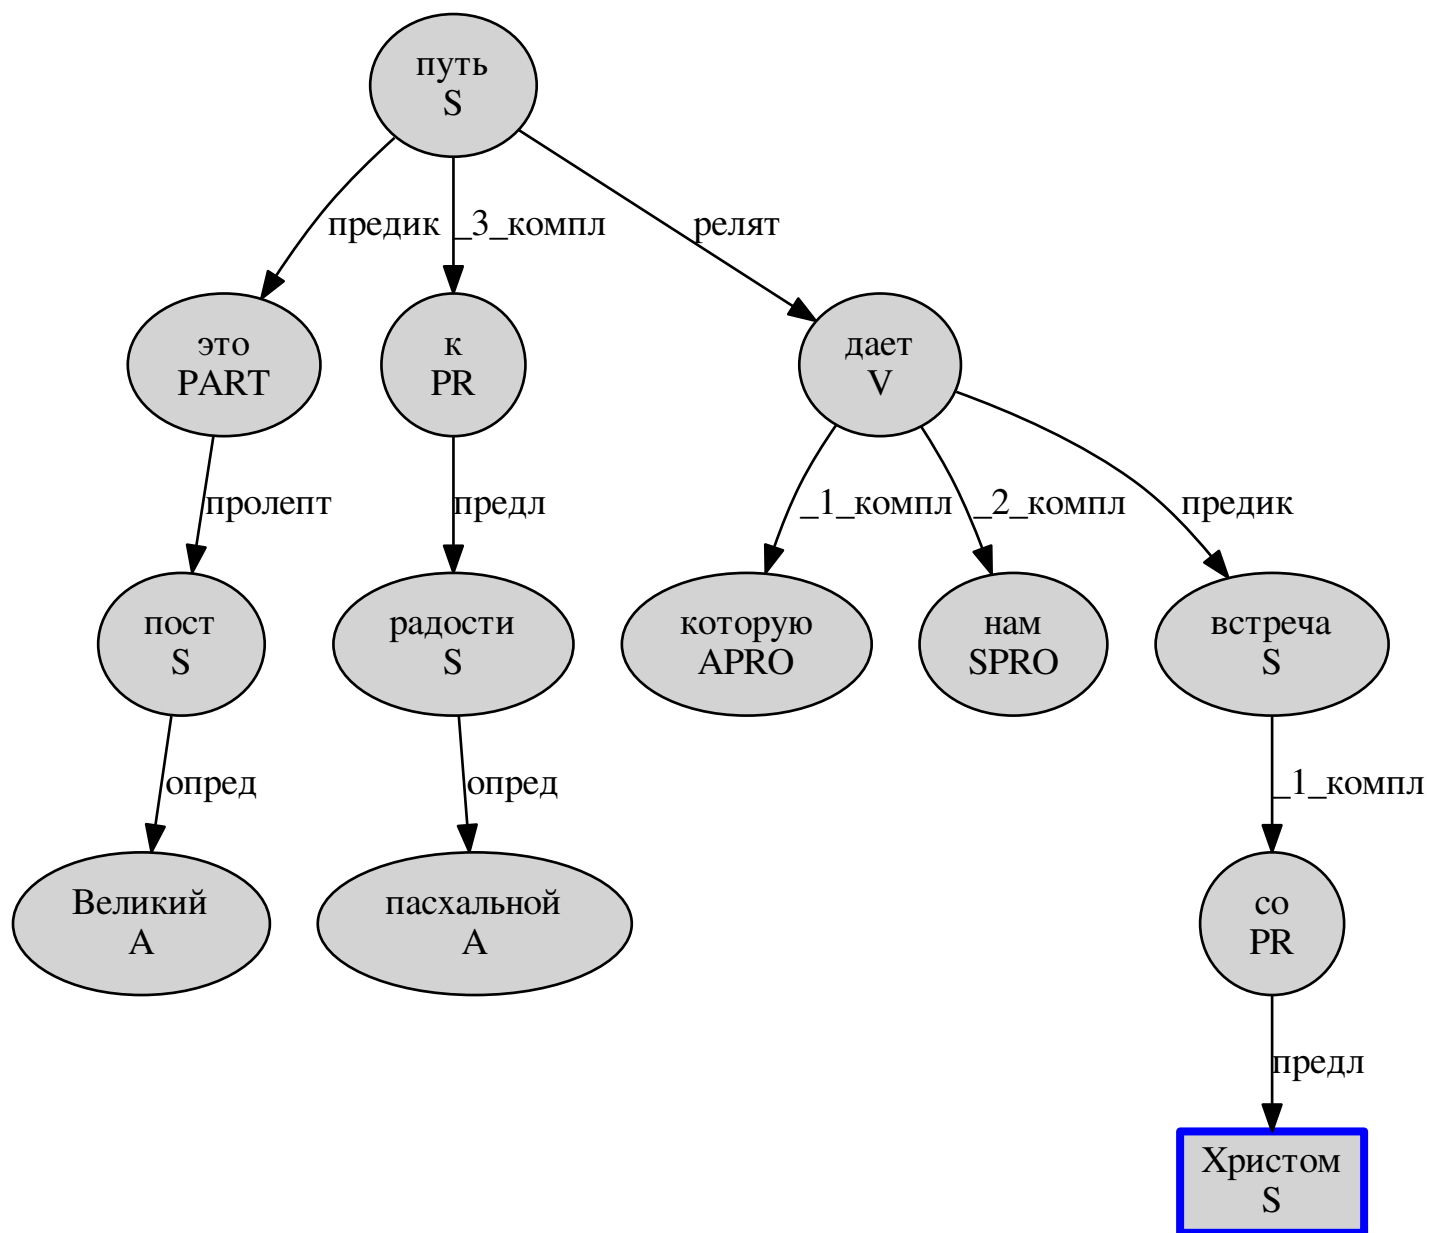 путь
S
предик
_3_компл
релят
это
PART
к
PR
дает
V
пролепт
предл
_1_компл
_2_компл
предик
пост
S
радости
S
которую
APRO
нам
SPRO
встреча
S
опред
опред
_1_компл
Великий
A
пасхальной
A
со
PR
предл
Христом
S